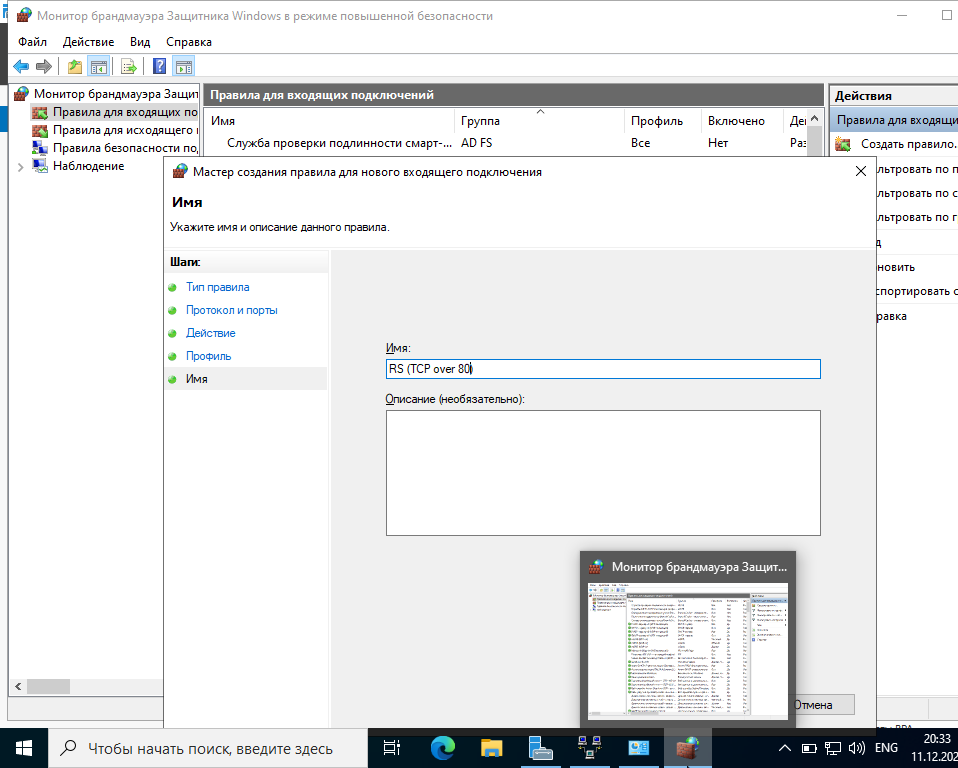 Монитор брандмауэра Защитника Windows в режиме повышенной безопасности
Файл Действие Вид Справка
Монитор брандмауэра Защит
Правила для входящих по
Правила для исходящего
Правила безопасности по
Наблюдение
Правила для входящих подключений
Имя Группа Профиль Включено Де
Служба проверки подлинности смарт-... AD FS Все Нет Раз
Действия
Правила для входящи
Создать правило.
льтровать по п
льтровать по с
льтровать по г
д
новить
спортировать с
равка
Мастер создания правила для нового входящего подключения
Имя
Укажите имя и описание данного правила.
Шаги:
Тип правила
Протокол и порты
Действие
Профиль
Имя
Имя:
RS (TCP over 80)
Описание (необязательно):
Монитор брандмауэра Защит...
Отмена
Чтобы начать поиск, введите здесь
ENG
20:33
11.12.202